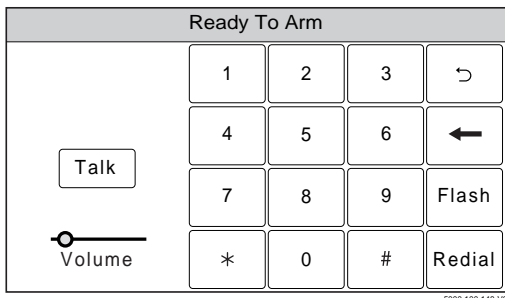 Ready To Arm
1 2 3
4 5 6
Talk
7 8 9 Flash
Volume
* 0 # Redial